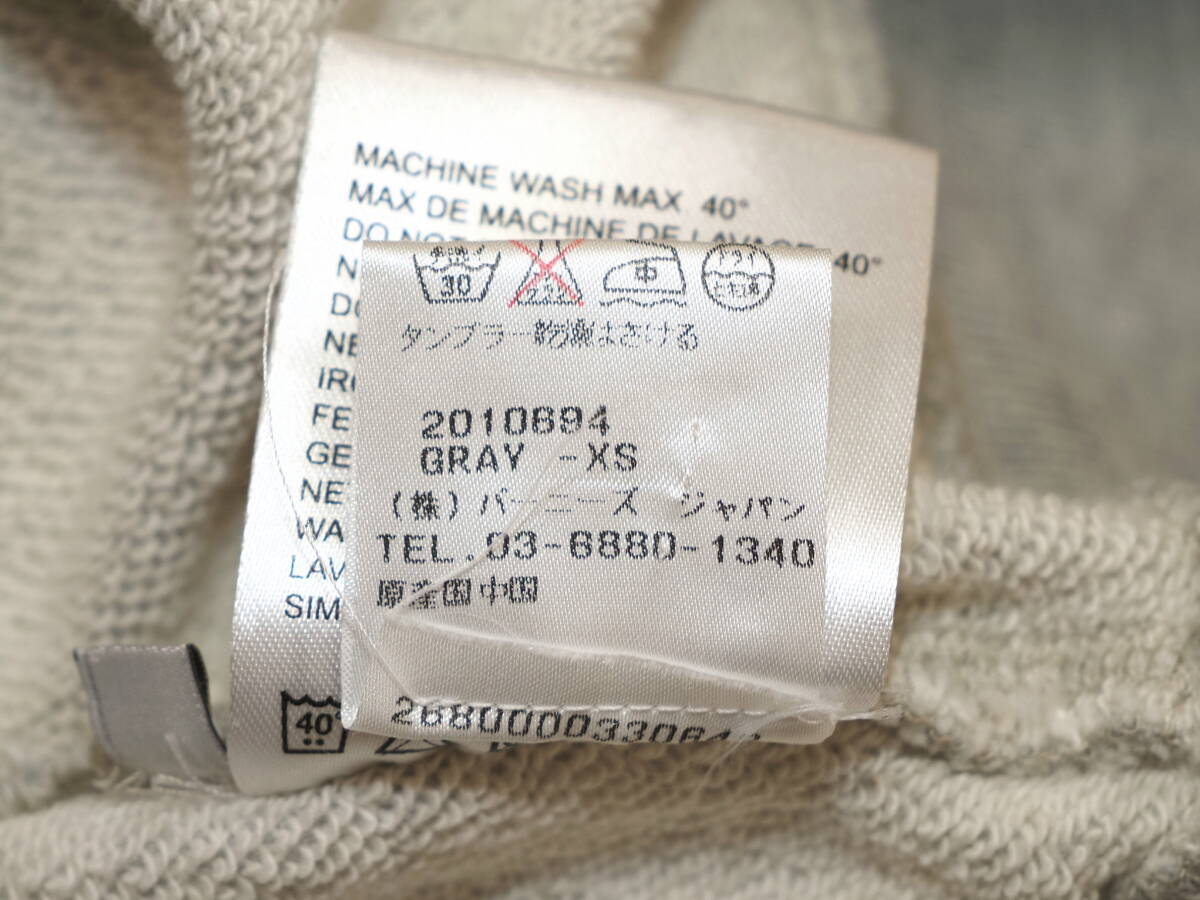 MACHINE WASH MAX 40°
MAX DE MACHINE DE LAVAGE 40°
DO NOT
30
中
タンブラー乾燥はさける
2010694
GRAY -XS
(株)バーニーズ ジャパン
TEL.03-6880-1340
原産国中国
NE
IR
FE
GE
NE
WA
LAV
SIM
40°